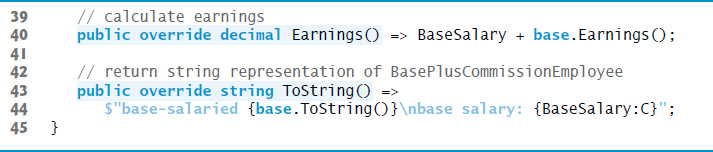 39 // calculate earnings
40 public override decimal Earnings() => BaseSalary + base.Earnings();
41
42 // return string representation of BasePlusCommissionEmployee
43 public override string ToString() =>
44 $"base-salaried {base.ToString()}\nbase salary: {BaseSalary:C}";
45 }